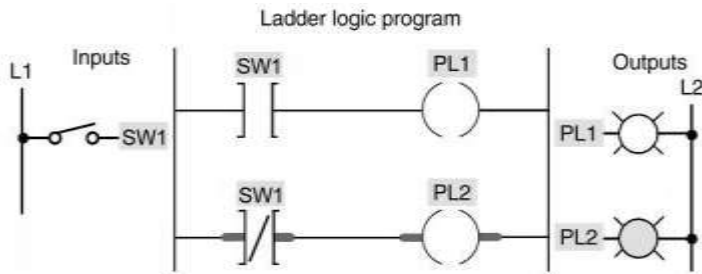 Ladder logic program
Inputs
Outputs
L1
L2
SW1
PL1
SW1
PL1
SW1
PL2
PL2